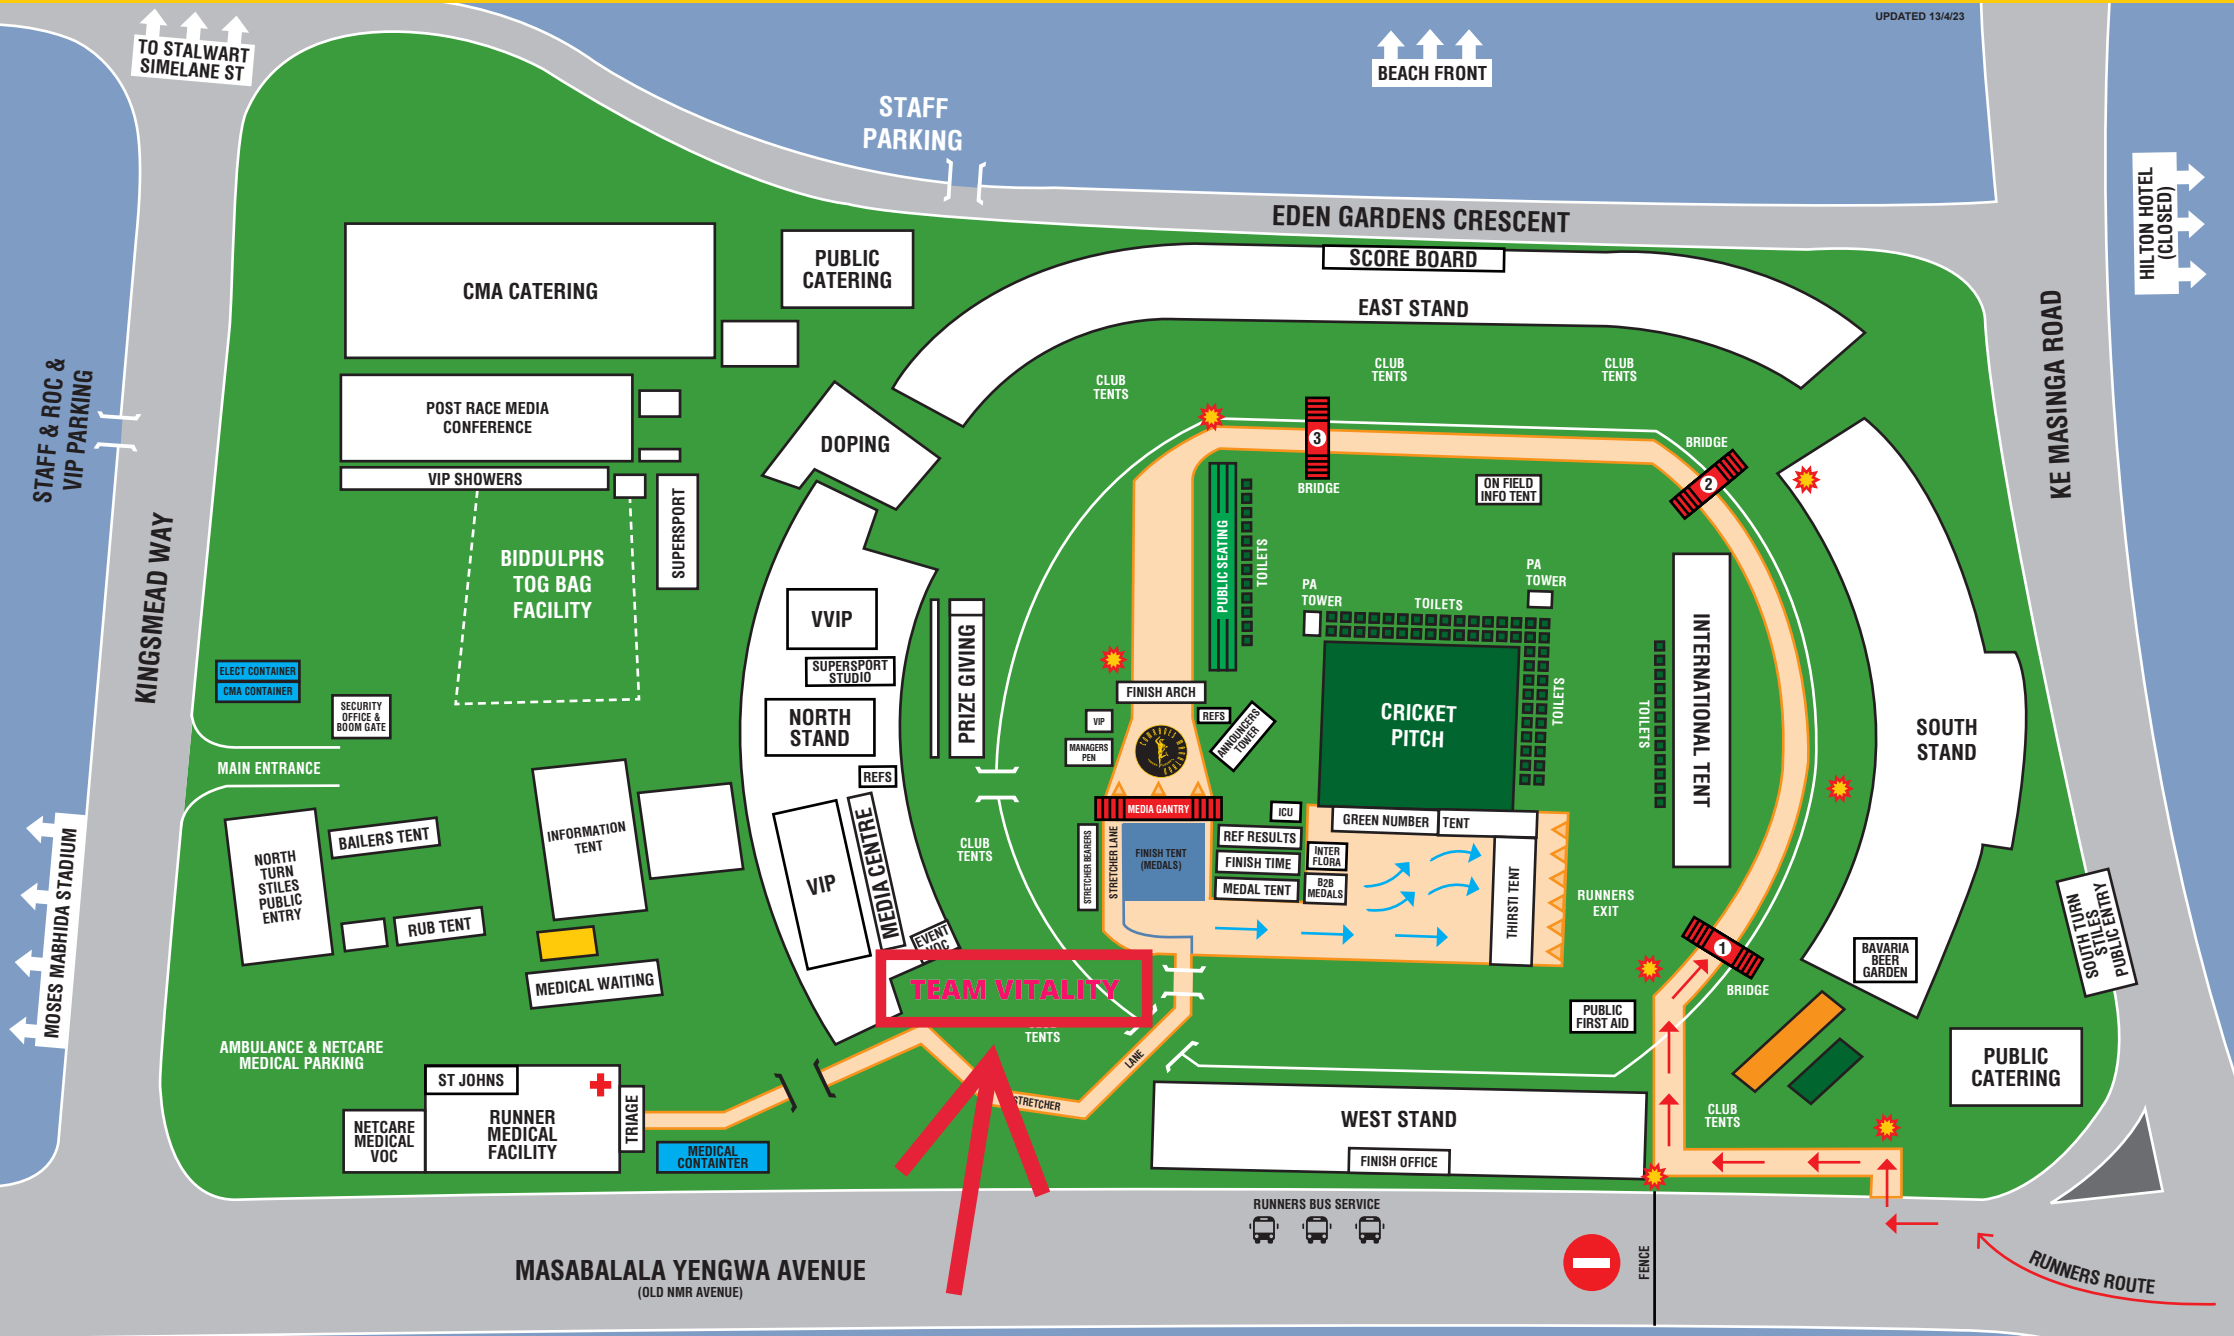 UPDATED 13/4/23
TO STALWART
SIMELANE ST
BEACH FRONT
STAFF
PARKING
HILTON HOTEL
(CLOSED)
EDEN GARDENS CRESCENT
SCORE BOARD
EAST STAND
PUBLIC
CATERING
CMA CATERING
KE MASINGA ROAD
STAFF & ROC &
VIP PARKING
CLUB
TENTS
CLUB
TENTS
CLUB
TENTS
POST RACE MEDIA
CONFERENCE
DOPING
VIP SHOWERS
SUPERSPORT
3
BRIDGE
BRIDGE
2
ON FIELD
INFO TENT
PUBLIC SEATING
TOILETS
KINGSMEAD WAY
BIDDULPHS
TOG BAG
FACILITY
PA
TOWER
PA
TOWER
TOILETS
TOILETS
TOILETS
INTERNATIONAL TENT
CRICKET
PITCH
SOUTH
STAND
VVIP
SUPERSPORT
STUDIO
NORTH
STAND
REFS
PRIZE GIVING
ELECT CONTAINER
CMA CONTAINER
SECURITY
OFFICE &
BOOM GATE
MAIN ENTRANCE
FINISH ARCH
VIP
REFS
MANAGERS
PEN
ANNOUNCERS
TOWER
COMRADES MARATHON
MEDIA GANTRY
ICU
GREEN NUMBER
TENT
REF RESULTS
FINISH TIME
MEDAL TENT
INTER
FLORA
B2B
MEDALS
THIRSTI TENT
RUNNERS
EXIT
STRETCHER BEARERS
STRETCHER LANE
FINISH TENT
(MEDALS)
CLUB
TENTS
VIP
MEDIA CENTRE
EVENT
VOC
MOSES MABHIDA STADIUM
NORTH
TURN
STILES
PUBLIC
ENTRY
BAILERS TENT
INFORMATION
TENT
RUB TENT
MEDICAL WAITING
TEAM VITALITY
CLUB
TENTS
1
BRIDGE
BAVARIA
BEER
GARDEN
SOUTH TURN
STILES
PUBLIC ENTRY
PUBLIC
FIRST AID
PUBLIC
CATERING
AMBULANCE & NETCARE
MEDICAL PARKING
ST JOHNS
RUNNER
MEDICAL
FACILITY
TRIAGE
NETCARE
MEDICAL
VOC
MEDICAL
CONTAINTER
STRETCHER
LANE
WEST STAND
FINISH OFFICE
CLUB
TENTS
RUNNERS BUS SERVICE
FENCE
MASABALALA YENGWA AVENUE
(OLD NMR AVENUE)
RUNNERS ROUTE